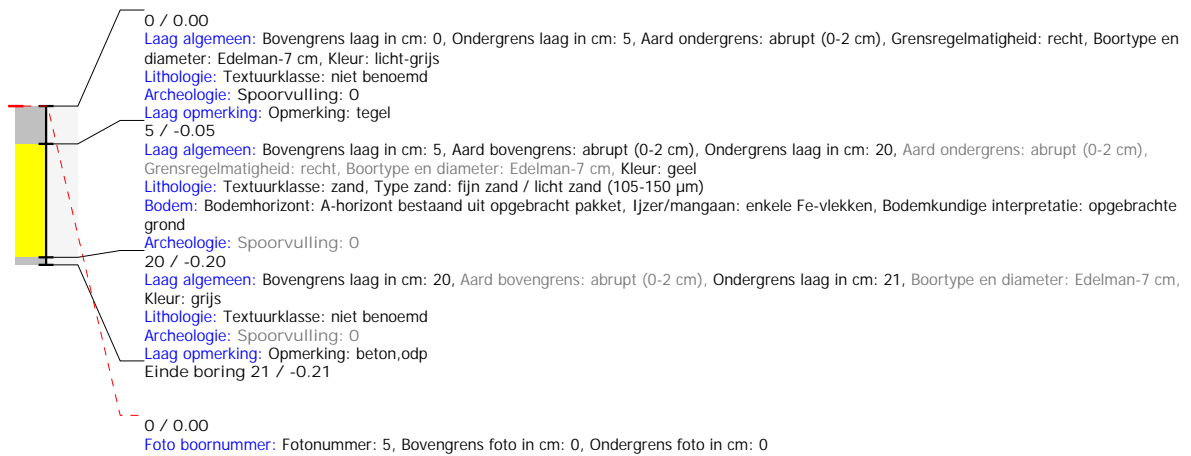 0 / 0.00
Laag algemeen: Bovengrens laag in cm: 0, Ondergrens laag in cm: 5, Aard ondergrens: abrupt (0-2 cm), Grensregelmatigheid: recht, Boortype en
diameter: Edelman-7 cm, Kleur: licht-grijs
Lithologie: Textuurklasse: niet benoemd
Archeologie: Spoorvulling: 0
Laag opmerking: Opmerking: tegel
5 / -0.05
Laag algemeen: Bovengrens laag in cm: 5, Aard bovengrens: abrupt (0-2 cm), Ondergrens laag in cm: 20, Aard ondergrens: abrupt (0-2 cm),
Grensregelmatigheid: recht, Boortype en diameter: Edelman-7 cm, Kleur: geel
Lithologie: Textuurklasse: zand, Type zand: fijn zand / licht zand (105-150 µm)
Bodem: Bodemhorizont: A-horizont bestaand uit opgebracht pakket, Ijzer/mangaan: enkele Fe-vlekken, Bodemkundige interpretatie: opgebrachte
grond
Archeologie: Spoorvulling: 0
20 / -0.20
Laag algemeen: Bovengrens laag in cm: 20, Aard bovengrens: abrupt (0-2 cm), Ondergrens laag in cm: 21, Boortype en diameter: Edelman-7 cm,
Kleur: grijs
Lithologie: Textuurklasse: niet benoemd
Archeologie: Spoorvulling: 0
Laag opmerking: Opmerking: beton,odp
Einde boring 21 / -0.21
0 / 0.00
Foto boornummer: Fotonummer: 5, Bovengrens foto in cm: 0, Ondergrens foto in cm: 0